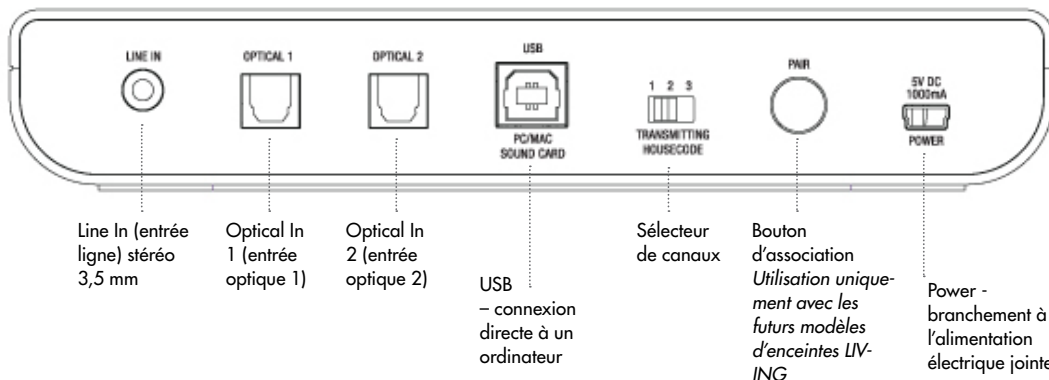 LINE IN
OPTICAL 1
OPTICAL 2
USB
PC/MAC
SOUND CARD
1 2 3
TRANSMITTING
HOUSECODE
PAIR
5V DC
1000mA
POWER
Line In (entrée
ligne) stéréo
3,5 mm
Optical In
1 (entrée
optique 1)
Optical In
2 (entrée
optique 2)
USB
– connexion
directe à un
ordinateur
Sélecteur
de canaux
Bouton
d'association
Utilisation unique-
ment avec les
futurs modèles
d'enceintes LIV-
ING
Power -
branchement à
l'alimentation
électrique jointe